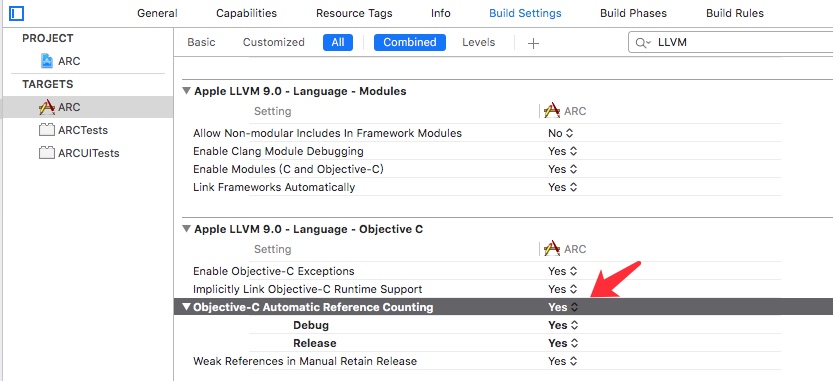 General Capabilities Resource Tags Info Build Settings Build Phases Build Rules
PROJECT
ARC
TARGETS
ARC
ARCTests
ARCUITests
Basic Customized All Combined Levels + LLVM
Apple LLVM 9.0 - Language - Modules
Setting ARC
Allow Non-modular Includes In Framework Modules No
Enable Clang Module Debugging Yes
Enable Modules (C and Objective-C) Yes
Link Frameworks Automatically Yes
Apple LLVM 9.0 - Language - Objective C
Setting ARC
Enable Objective-C Exceptions Yes
Implicitly Link Objective-C Runtime Support Yes
Objective-C Automatic Reference Counting Yes
Debug Yes
Release Yes
Weak References in Manual Retain Release Yes